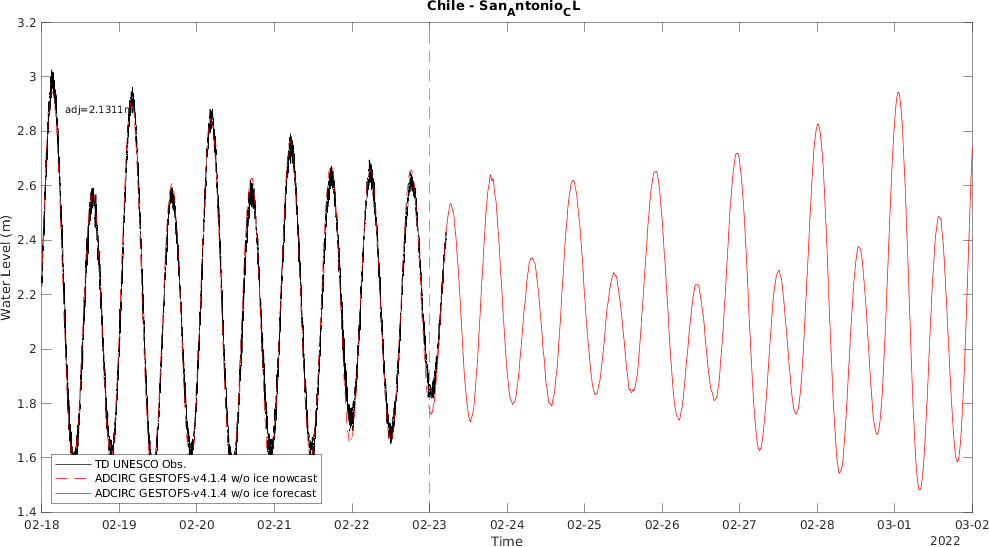 Chile - San_Antonio_CL
3.2
3
2.8
2.6
2.4
2.2
2
1.8
1.6
1.4
Water Level (m)
adj=2.1311m
TD UNESCO Obs.
ADCIRC GESTOFS-v4.1.4 w/o ice nowcast
ADCIRC GESTOFS-v4.1.4 w/o ice forecast
02-18 02-19 02-20 02-21 02-22 02-23 02-24 02-25 02-26 02-27 02-28 03-01 03-02
Time
2022